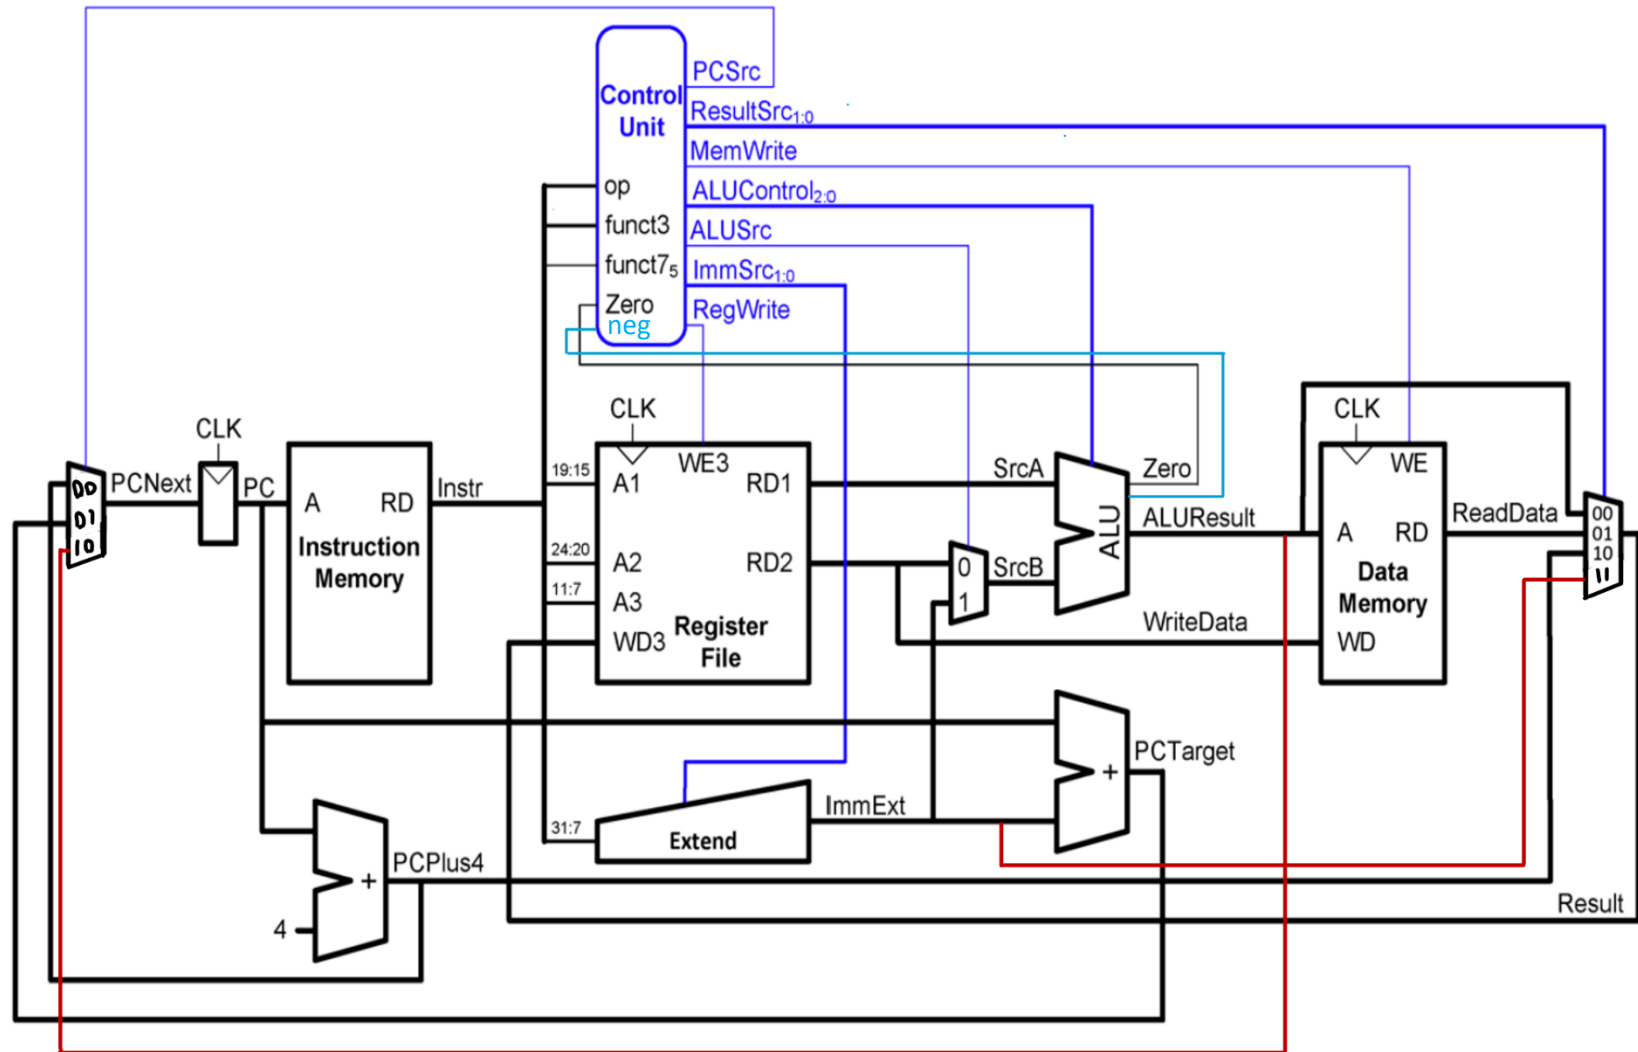 PCSrc
Control
Unit
ResultSrc1:0
MemWrite
op
ALUControl2:0
funct3
ALUSrc
funct75
ImmSrc1:0
Zero
RegWrite
neg
CLK
CLK
CLK
19:15
A1
WE3
RD1
SrcA
Zero
WE
00
PCNext
PC
A
RD
Instr
01
10
Instruction
Memory
24:20
A2
RD2
0
SrcB
1
ALU
ALUResult
A
RD
ReadData
00
01
10
11
Data
Memory
11:7
A3
Register
File
WD3
WriteData
WD
PCTarget
+
ImmExt
31:7
Extend
PCPlus4
+
4
Result